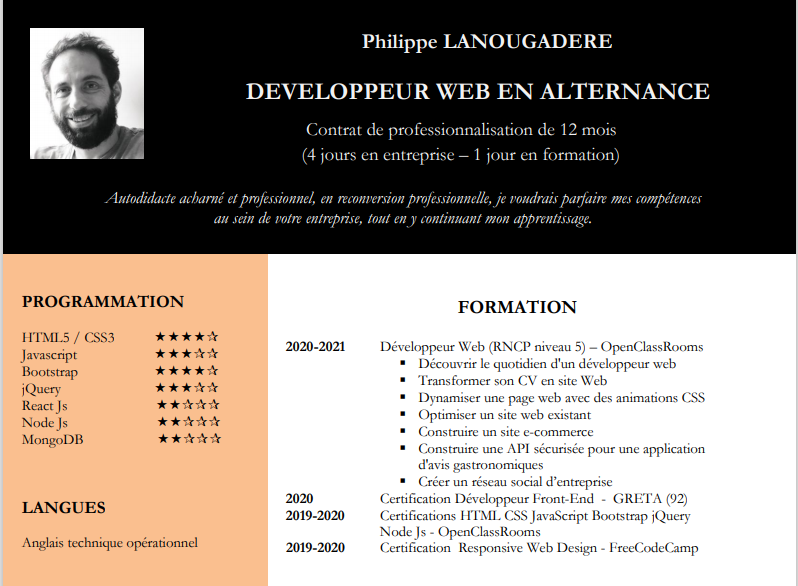 Philippe LANOUGADERE
DEVELOPPEUR WEB EN ALTERNANCE
Contrat de professionnalisation de 12 mois
(4 jours en entreprise – 1 jour en formation)
Autodidacte acharné et professionnel, en reconversion professionnelle, je voudrais parfaire mes compétences
au sein de votre entreprise, tout en y continuant mon apprentissage.
PROGRAMMATION
HTML5 / CSS3 ★★★★☆
Javascript ★★★☆☆
Bootstrap ★★★★☆
jQuery ★★★☆☆
React Js ★★☆☆☆
Node Js ★★☆☆☆
MongoDB ★★☆☆☆
LANGUES
Anglais technique opérationnel
FORMATION
2020-2021 Développeur Web (RNCP niveau 5) – OpenClassRooms
▪ Découvrir le quotidien d'un développeur web
▪ Transformer son CV en site Web
▪ Dynamiser une page web avec des animations CSS
▪ Optimiser un site web existant
▪ Construire un site e-commerce
▪ Construire une API sécurisée pour une application
d'avis gastronomiques
▪ Créer un réseau social d’entreprise
2020 Certification Développeur Front-End - GRETA (92)
2019-2020 Certifications HTML CSS JavaScript Bootstrap jQuery
Node Js - OpenClassRooms
2019-2020 Certification Responsive Web Design - FreeCodeCamp